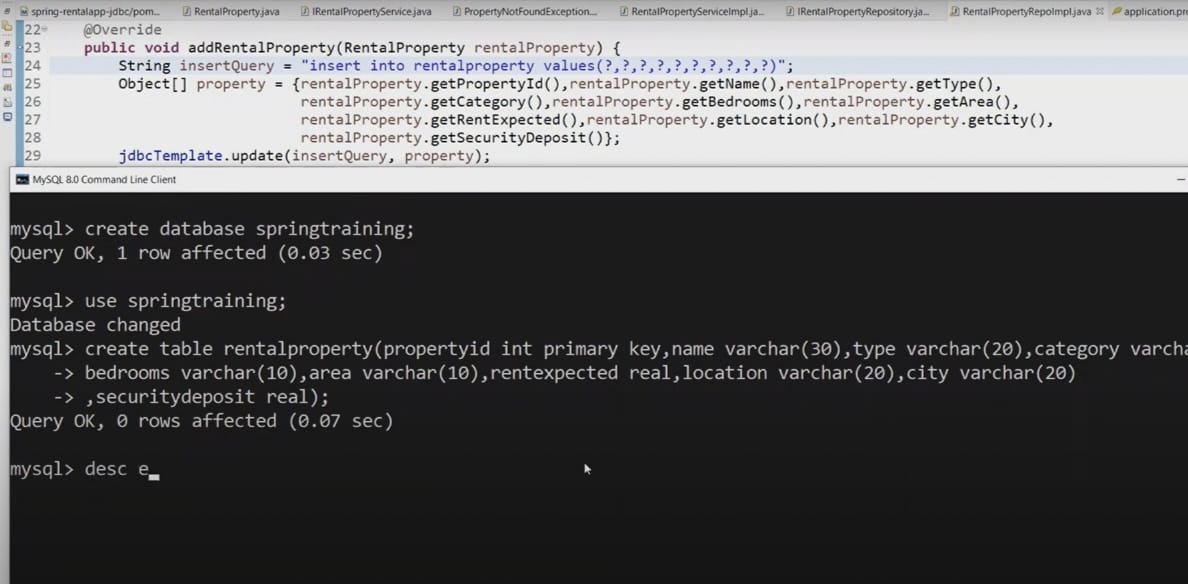 spring-rentalapp-jdbc/pom... RentalProperty.java IRentalPropertyService.java PropertyNotFoundException.... RentalPropertyServiceImpl.ja... IRentalPropertyRepository.ja... RentalPropertyRepoImpl.java application.pr
22 @Override
23 public void addRentalProperty(RentalProperty rentalProperty) {
24 String insertQuery = "insert into rentalproperty values(?,?,?,?,?,?,?,?,?,?)";
25 Object[] property = {rentalProperty.getPropertyId(),rentalProperty.getName(),rentalProperty.getType(),
26 rentalProperty.getCategory(),rentalProperty.getBedrooms(),rentalProperty.getArea(),
27 rentalProperty.getRentExpected(),rentalProperty.getLocation(),rentalProperty.getCity(),
28 rentalProperty.getSecurityDeposit()};
29 jdbcTemplate.update(insertQuery, property);
MySQL 8.0 Command Line Client
mysql> create database springtraining;
Query OK, 1 row affected (0.03 sec)
mysql> use springtraining;
Database changed
mysql> create table rentalproperty(propertyid int primary key,name varchar(30),type varchar(20),category varcha
-> bedrooms varchar(10),area varchar(10),rentexpected real,location varchar(20),city varchar(20)
-> ,securitydeposit real);
Query OK, 0 rows affected (0.07 sec)
mysql> desc e